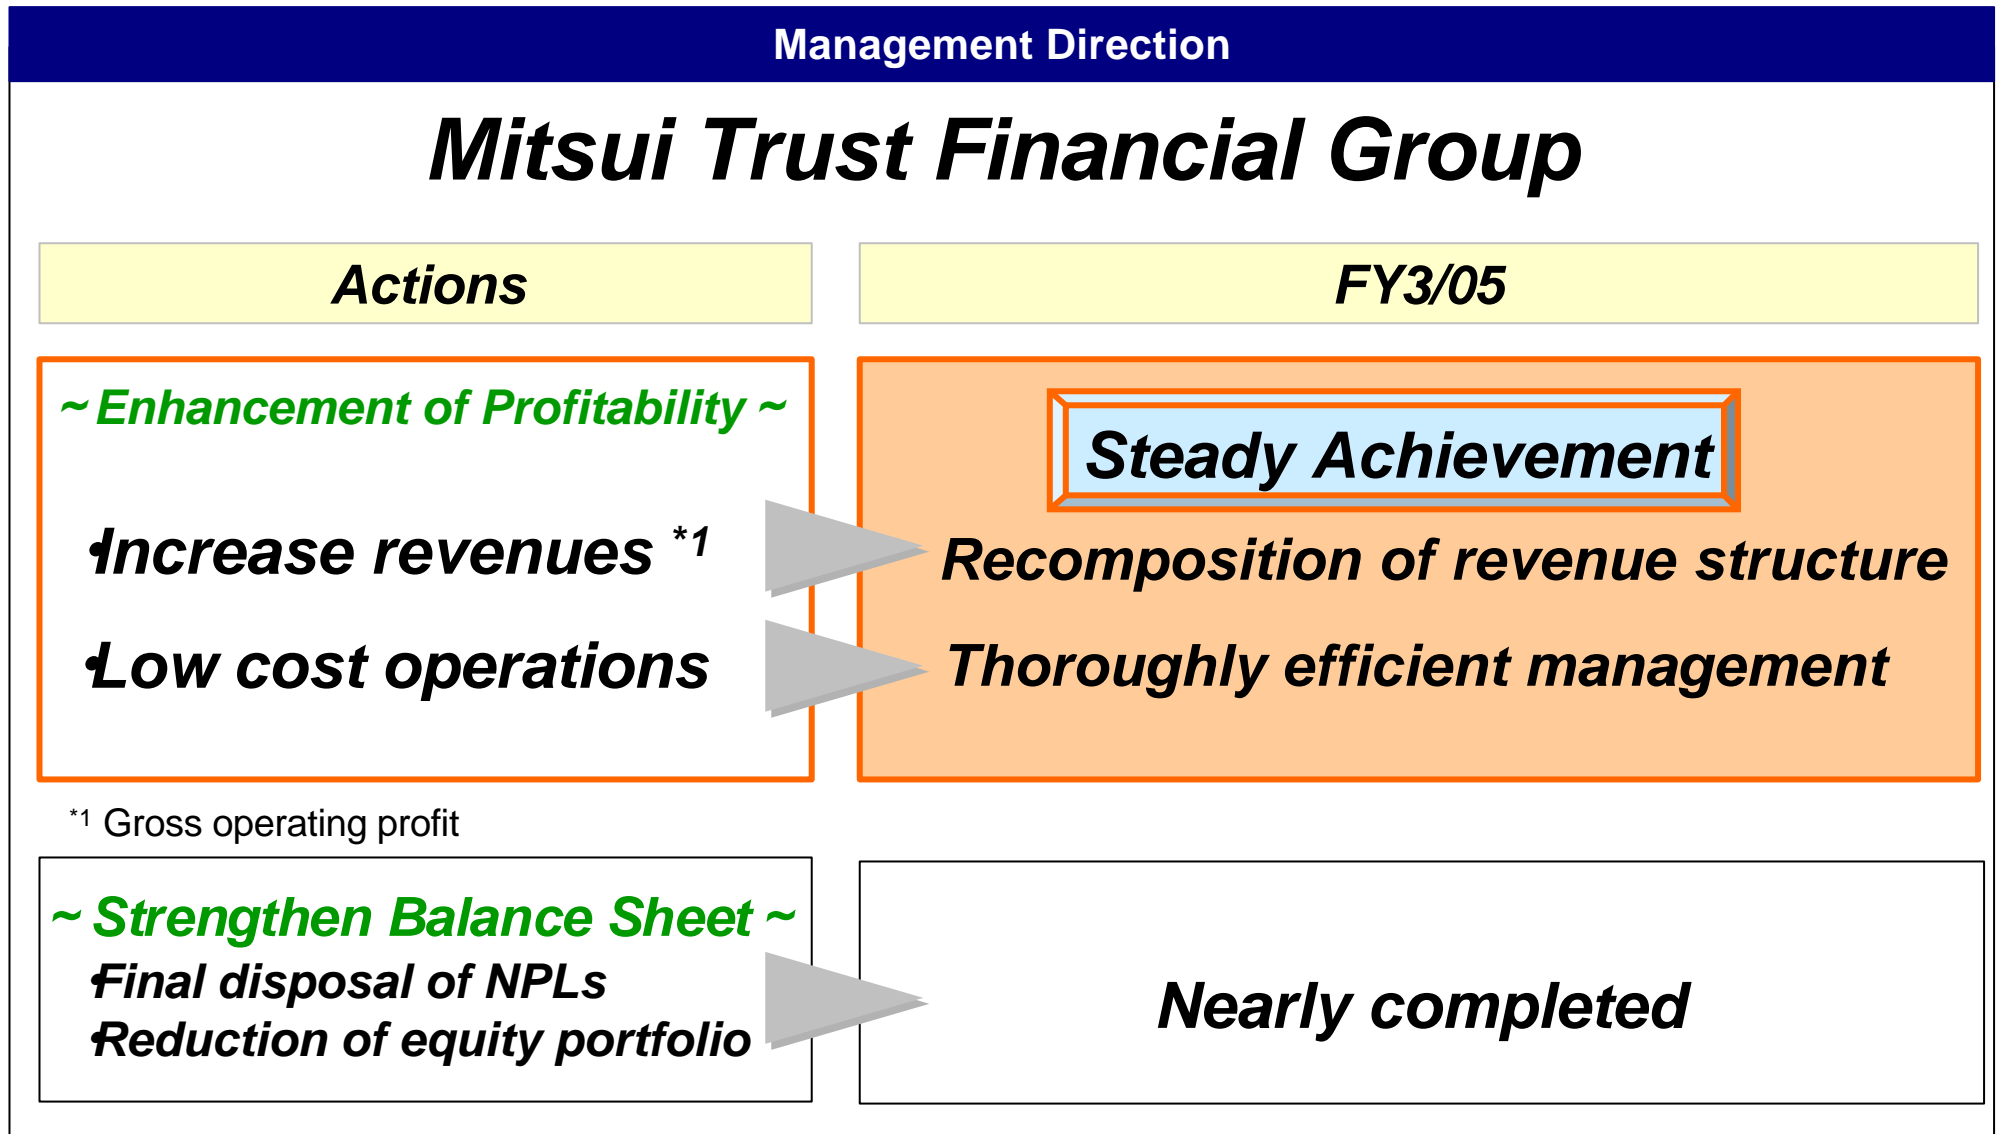 Management Direction
Mitsui Trust Financial Group
Actions
FY3/05
~ Enhancement of Profitability ~
•Increase revenues *1
•Low cost operations
Steady Achievement
Recomposition of revenue structure
Thoroughly efficient management
*1 Gross operating profit
~ Strengthen Balance Sheet ~
•Final disposal of NPLs
•Reduction of equity portfolio
Nearly completed